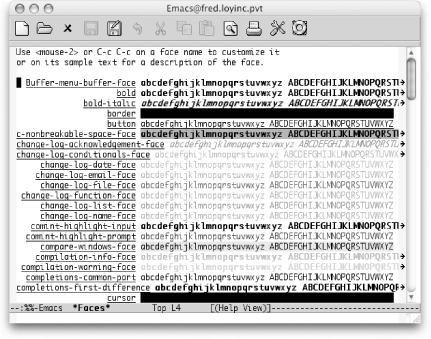 Emacs@fred.loyinc.pvt
Use <mouse-2> or C-c C-c on a face name to customize it
or on its sample text for a description of the face.
Buffer-menu-buffer-face abcdefghijklmnopqrstuvwxyz ABCDEFGHIJKLMNOPQRST
bold abcdefghijklmnopqrstuvwxyz ABCDEFGHIJKLMNOPQRST
bold-italic abcdefghijklmnopqrstuvwxyz ABCDEFGHIJKLMNOPQRST
border
button abcdefghijklmnopqrstuvwxyz ABCDEFGHIJKLMNOPQRSTUVWXYZ
c-nonbreakable-space-face abcdefghijklmnopqrstuvwxyz ABCDEFGHIJKLMNOPQRST
change-log-acknowledgement-face abcdefghijklmnopqrstuvwxyz ABCDEFGHIJKLMNOPQR
change-log-conditionals-face abcdefghijklmnopqrstuvwxyz ABCDEFGHIJKLMNOPQRSTU
change-log-date-face abcdefghijklmnopqrstuvwxyz ABCDEFGHIJKLMNOPQRSTUVWXYZ
change-log-email-face abcdefghijklmnopqrstuvwxyz ABCDEFGHIJKLMNOPQRSTUVWXYZ
change-log-file-face abcdefghijklmnopqrstuvwxyz ABCDEFGHIJKLMNOPQRSTUVWXYZ
change-log-function-face abcdefghijklmnopqrstuvwxyz ABCDEFGHIJKLMNOPQRSTUVWXYZ
change-log-list-face abcdefghijklmnopqrstuvwxyz ABCDEFGHIJKLMNOPQRSTUVWXYZ
change-log-name-face abcdefghijklmnopqrstuvwxyz ABCDEFGHIJKLMNOPQRSTUVWXYZ
comint-highlight-input abcdefghijklmnopqrstuvwxyz ABCDEFGHIJKLMNOPQRST
comint-highlight-prompt abcdefghijklmnopqrstuvwxyz ABCDEFGHIJKLMNOPQRSTUVWXYZ
compare-windows-face abcdefghijklmnopqrstuvwxyz ABCDEFGHIJKLMNOPQRSTUVWXYZ
compilation-info-face abcdefghijklmnopqrstuvwxyz ABCDEFGHIJKLMNOPQRST
compilation-warning-face abcdefghijklmnopqrstuvwxyz ABCDEFGHIJKLMNOPQRST
completions-common-part abcdefghijklmnopqrstuvwxyz ABCDEFGHIJKLMNOPQRSTUVWXYZ
completions-first-difference abcdefghijklmnopqrstuvwxyz ABCDEFGHIJKLMNOPQRS
cursor
--:%%-Emacs *Faces* Top L4 [(Help View)]